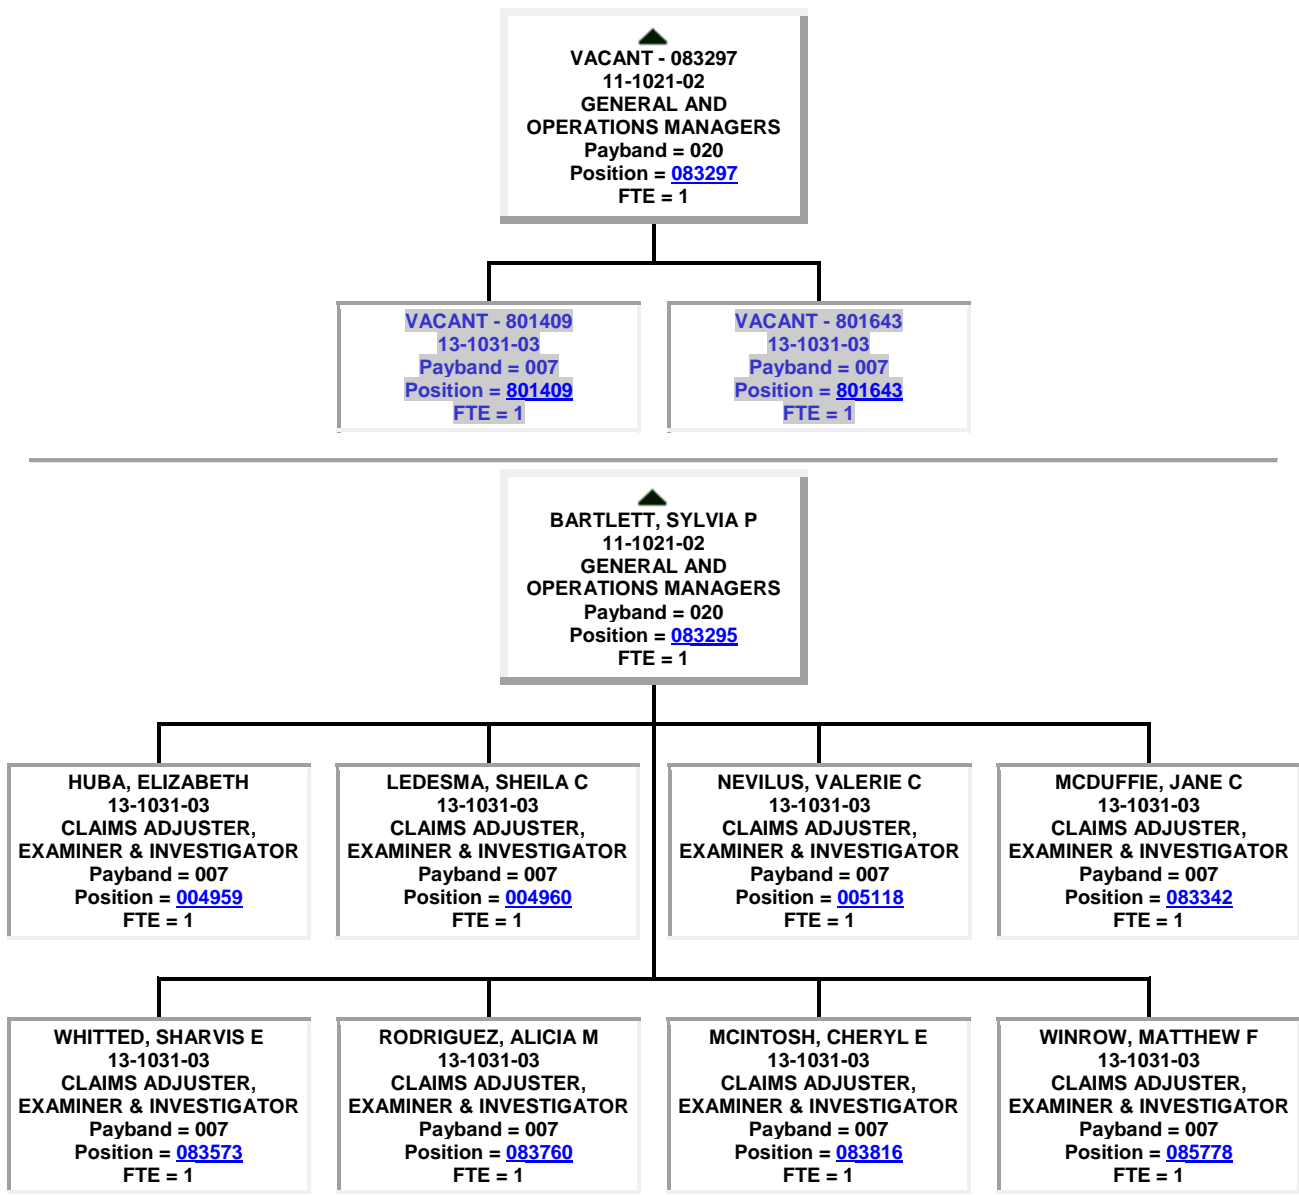 VACANT - 083297
11-1021-02
GENERAL AND
OPERATIONS MANAGERS
Payband = 020
Position = 083297
FTE = 1
VACANT - 801409
13-1031-03
Payband = 007
Position = 801409
FTE = 1
VACANT - 801643
13-1031-03
Payband = 007
Position = 801643
FTE = 1
BARTLETT, SYLVIA P
11-1021-02
GENERAL AND
OPERATIONS MANAGERS
Payband = 020
Position = 083295
FTE = 1
HUBA, ELIZABETH
13-1031-03
CLAIMS ADJUSTER,
EXAMINER & INVESTIGATOR
Payband = 007
Position = 004959
FTE = 1
LEDESMA, SHEILA C
13-1031-03
CLAIMS ADJUSTER,
EXAMINER & INVESTIGATOR
Payband = 007
Position = 004960
FTE = 1
NEVILUS, VALERIE C
13-1031-03
CLAIMS ADJUSTER,
EXAMINER & INVESTIGATOR
Payband = 007
Position = 005118
FTE = 1
MCDUFFIE, JANE C
13-1031-03
CLAIMS ADJUSTER,
EXAMINER & INVESTIGATOR
Payband = 007
Position = 083342
FTE = 1
WHITTED, SHARVIS E
13-1031-03
CLAIMS ADJUSTER,
EXAMINER & INVESTIGATOR
Payband = 007
Position = 083573
FTE = 1
RODRIGUEZ, ALICIA M
13-1031-03
CLAIMS ADJUSTER,
EXAMINER & INVESTIGATOR
Payband = 007
Position = 083760
FTE = 1
MCINTOSH, CHERYL E
13-1031-03
CLAIMS ADJUSTER,
EXAMINER & INVESTIGATOR
Payband = 007
Position = 083816
FTE = 1
WINROW, MATTHEW F
13-1031-03
CLAIMS ADJUSTER,
EXAMINER & INVESTIGATOR
Payband = 007
Position = 085778
FTE = 1